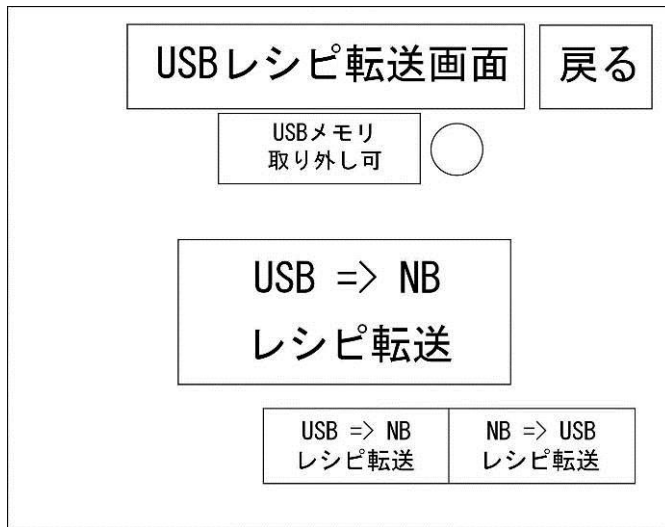 USBレシピ転送画面
戻る
USBメモリ
取り外し可
USB => NB
レシピ転送
USB => NB
レシピ転送
NB => USB
レシピ転送